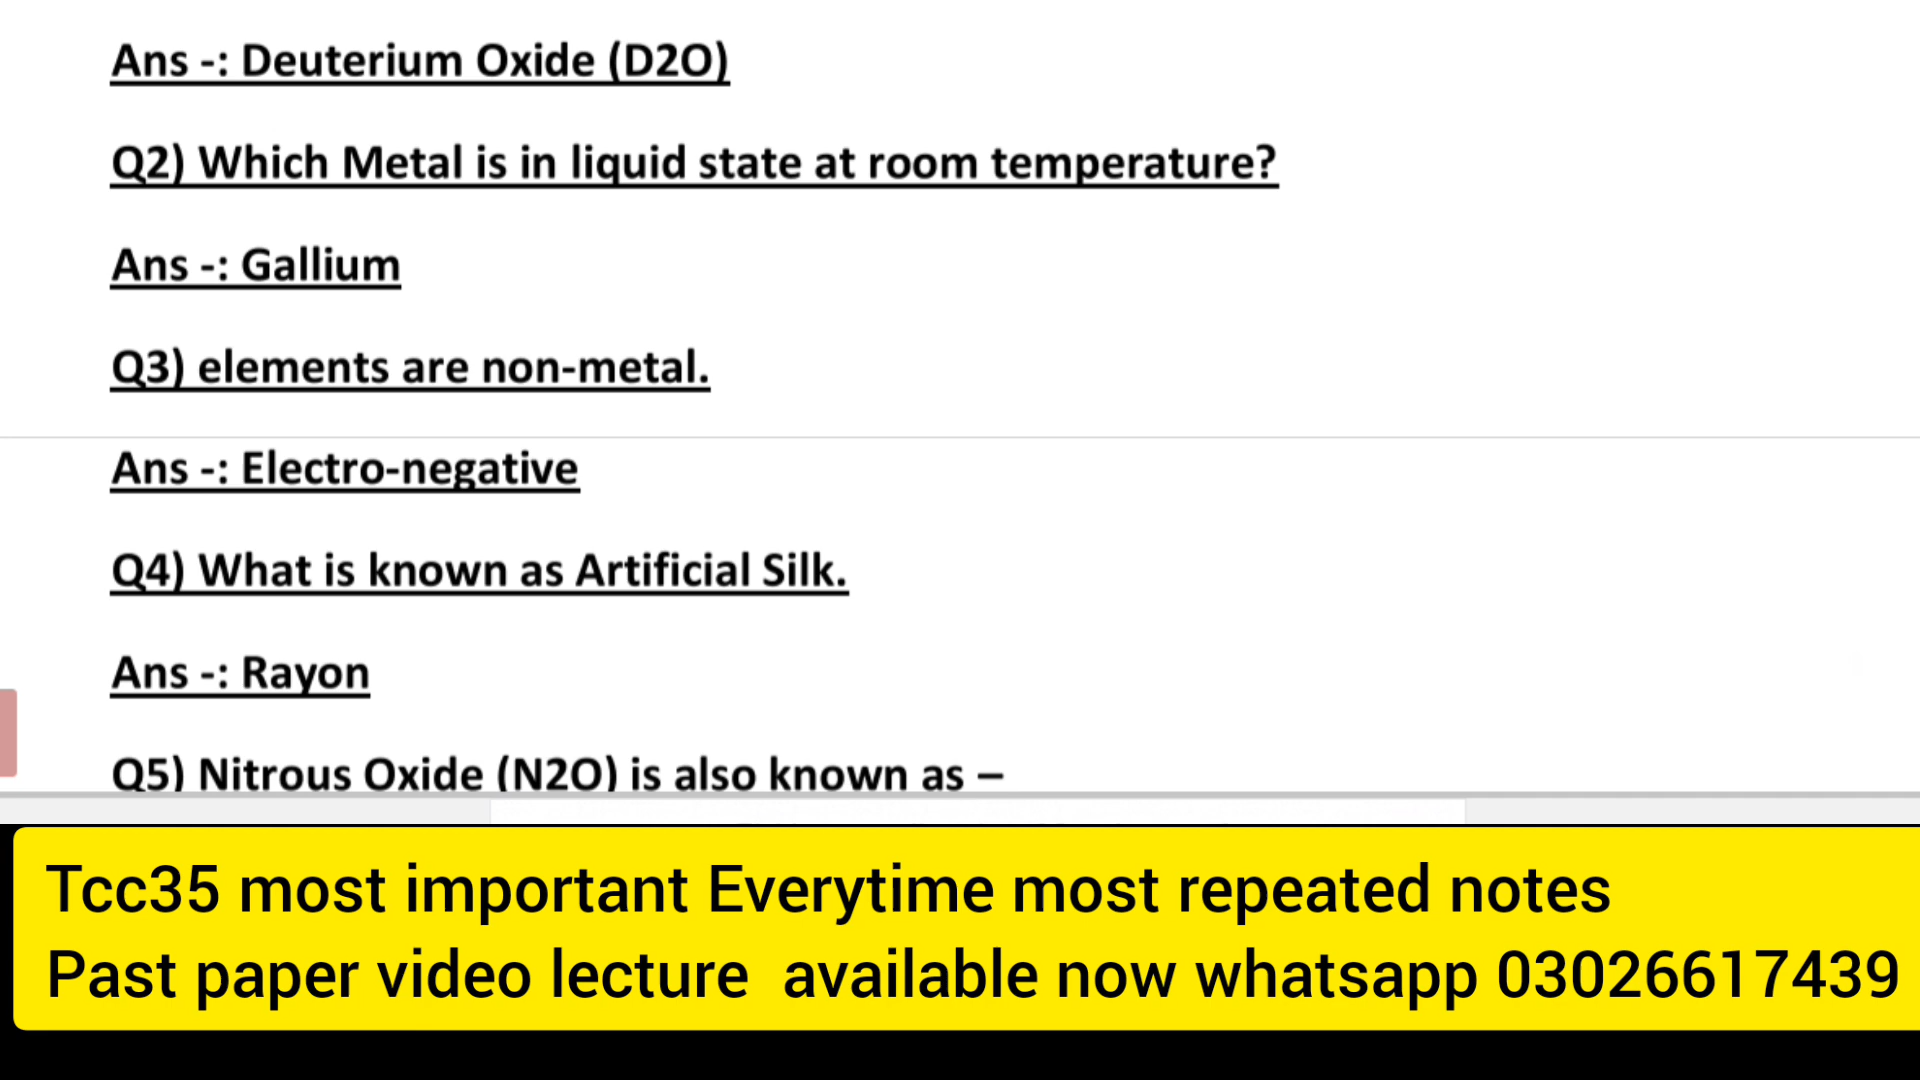 Ans -: Deuterium Oxide (D2O)
Q2) Which Metal is in liquid state at room temperature?
Ans -: Gallium
Q3) elements are non-metal.
Ans -: Electro-negative
Q4) What is known as Artificial Silk.
Ans -: Rayon
Q5) Nitrous Oxide (N2O) is also known as –
Tcc35 most important Everytime most repeated notes
Past paper video lecture  available now whatsapp 03026617439